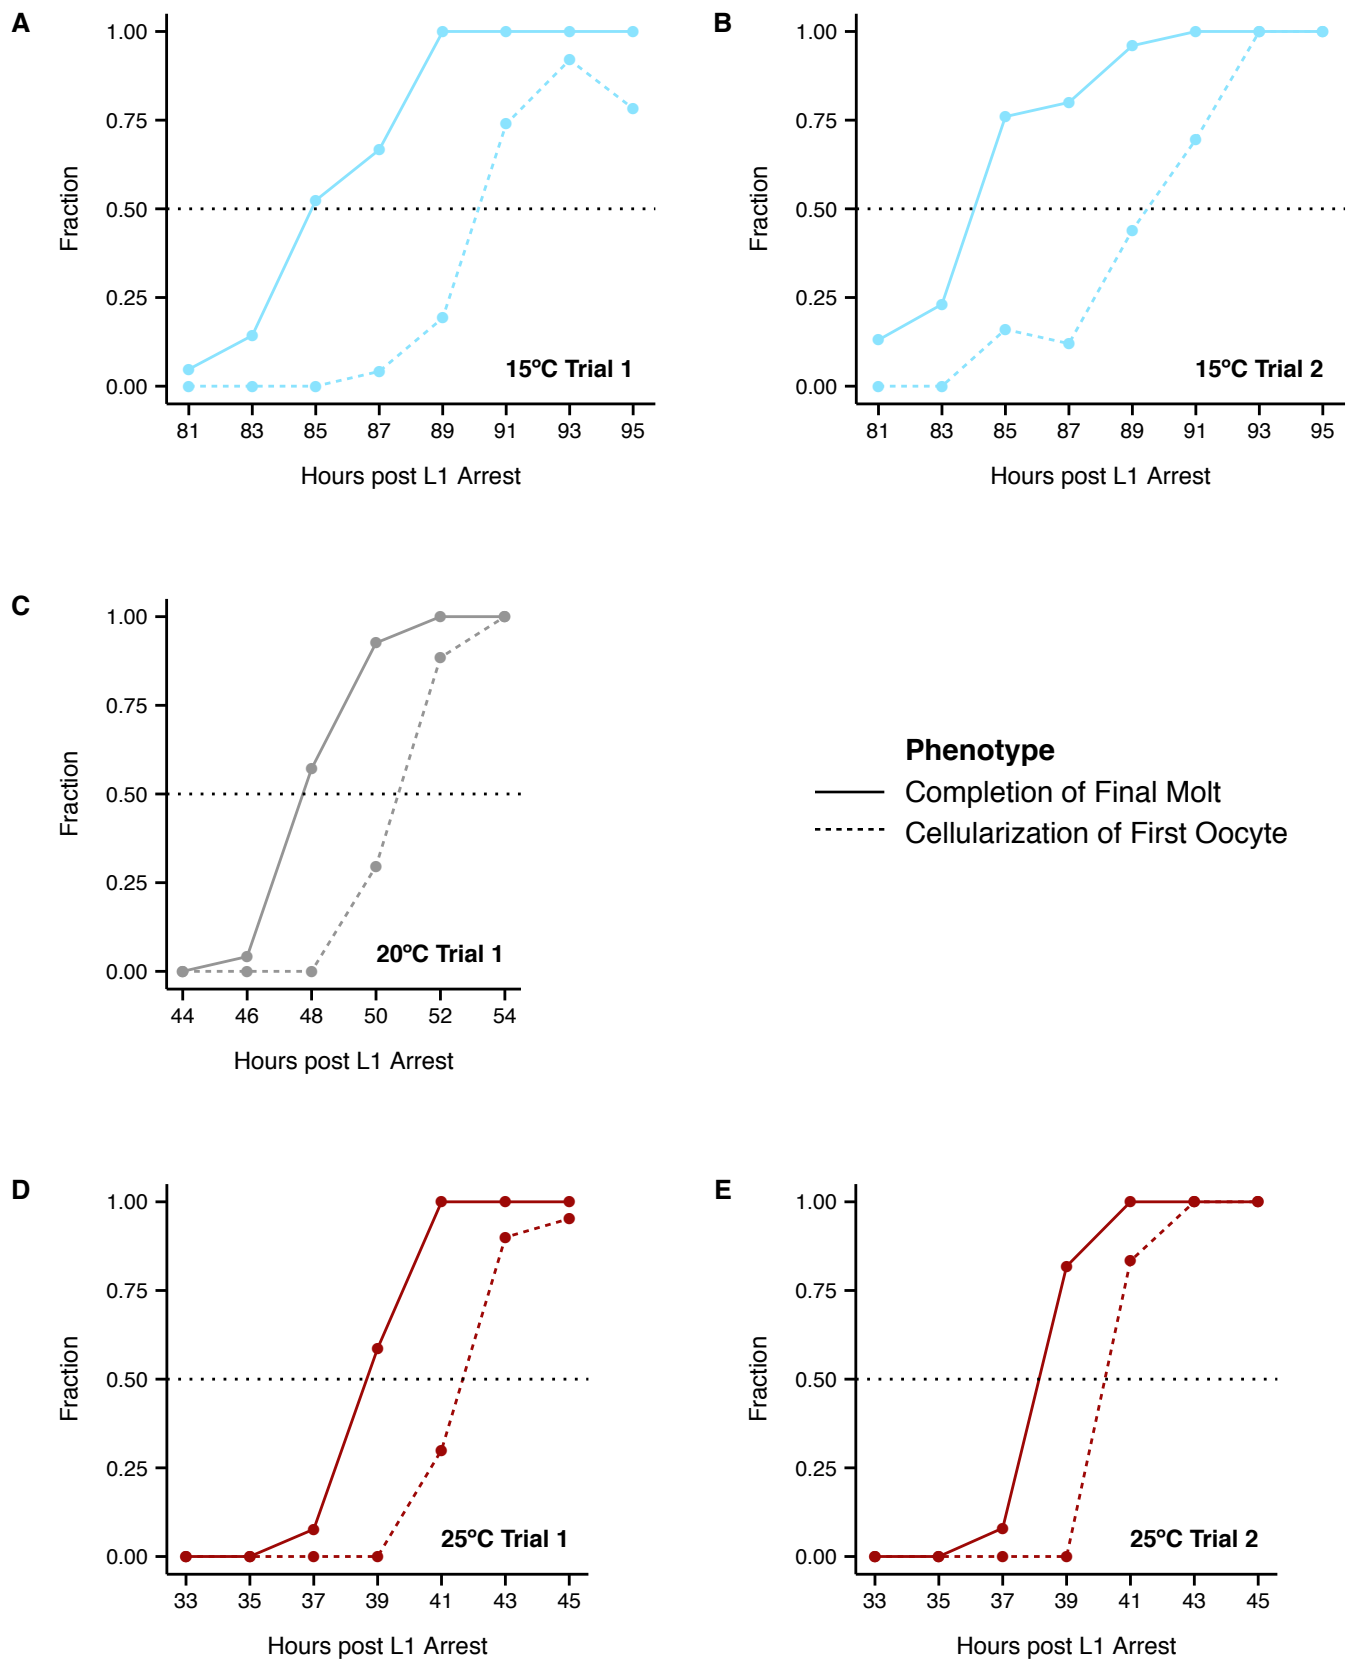 A
1.00
0.75
0.50
0.25
0.00
Fraction
15ºC Trial 1
81 83 85 87 89 91 93 95
Hours post L1 Arrest
B
1.00
0.75
0.50
0.25
0.00
Fraction
15ºC Trial 2
81 83 85 87 89 91 93 95
Hours post L1 Arrest
C
1.00
0.75
0.50
0.25
0.00
Fraction
20ºC Trial 1
44 46 48 50 52 54
Hours post L1 Arrest
Phenotype
Completion of Final Molt
Cellularization of First Oocyte
D
1.00
0.75
0.50
0.25
0.00
Fraction
25ºC Trial 1
33 35 37 39 41 43 45
Hours post L1 Arrest
E
1.00
0.75
0.50
0.25
0.00
Fraction
25ºC Trial 2
33 35 37 39 41 43 45
Hours post L1 Arrest